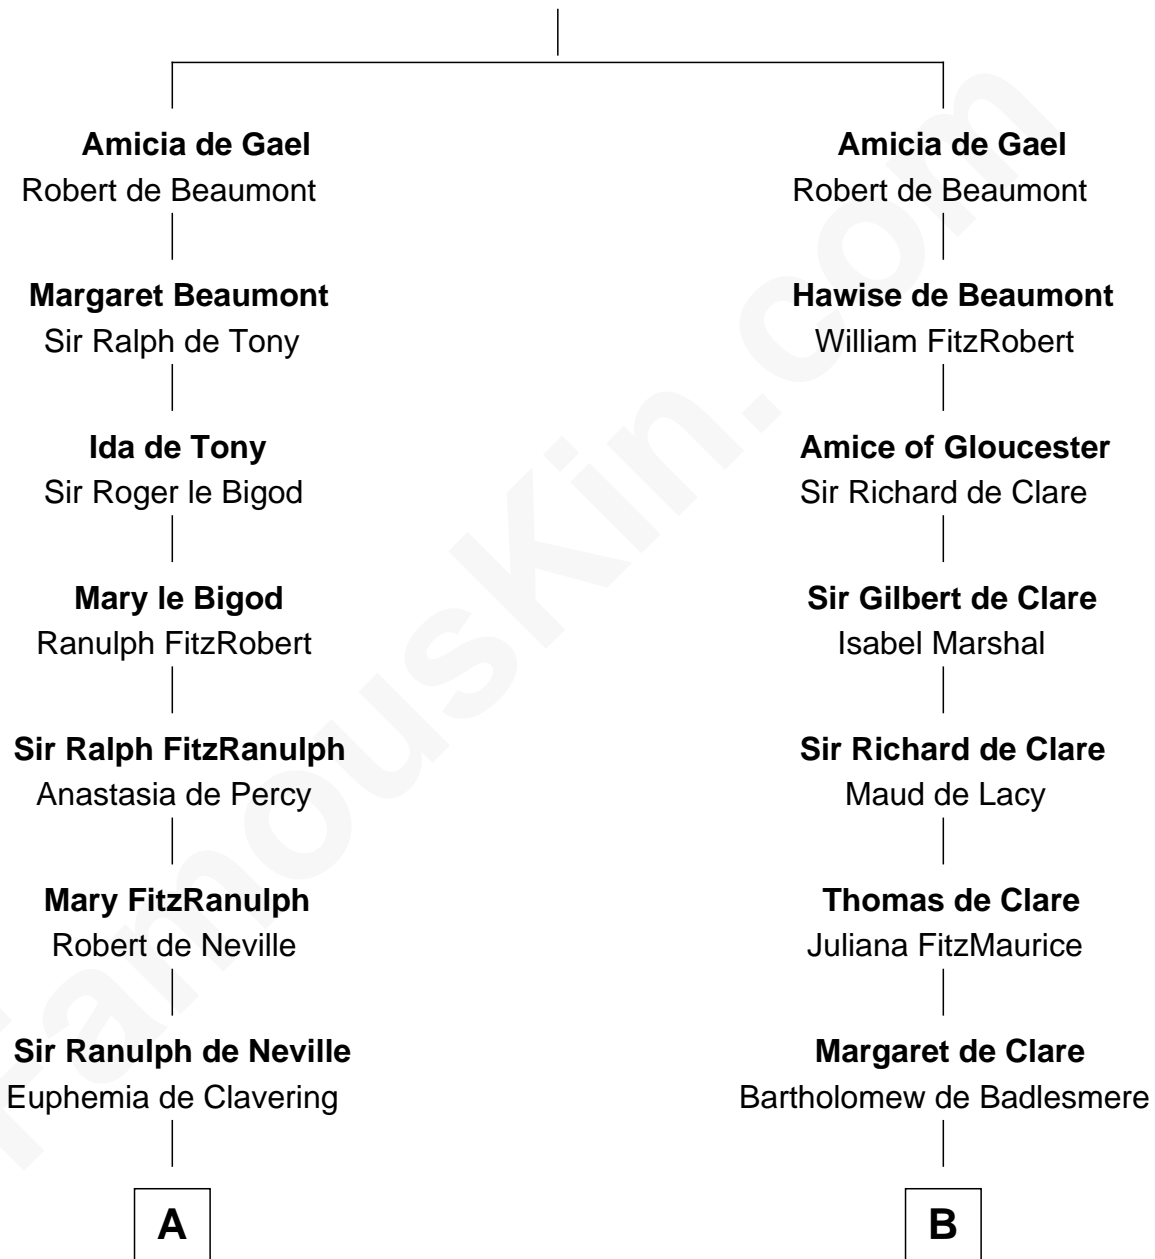 Amicia de Gael
Robert de Beaumont
Margaret Beaumont
Sir Ralph de Tony
Ida de Tony
Sir Roger le Bigod
Mary le Bigod
Ranulph FitzRobert
Sir Ralph FitzRanulph
Anastasia de Percy
Mary FitzRanulph
Robert de Neville
Sir Ranulph de Neville
Euphemia de Clavering
A
Amicia de Gael
Robert de Beaumont
Hawise de Beaumont
William FitzRobert
Amice of Gloucester
Sir Richard de Clare
Sir Gilbert de Clare
Isabel Marshal
Sir Richard de Clare
Maud de Lacy
Thomas de Clare
Juliana FitzMaurice
Margaret de Clare
Bartholomew de Badlesmere
B
FamousKin.com